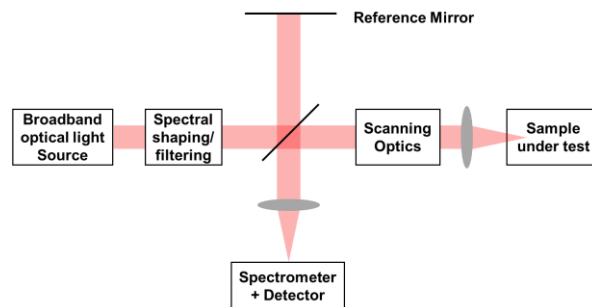 Reference Mirror
Broadband
optical light
Source
Spectral
shaping/
filtering
Scanning
Optics
Sample
under test
Spectrometer
+ Detector